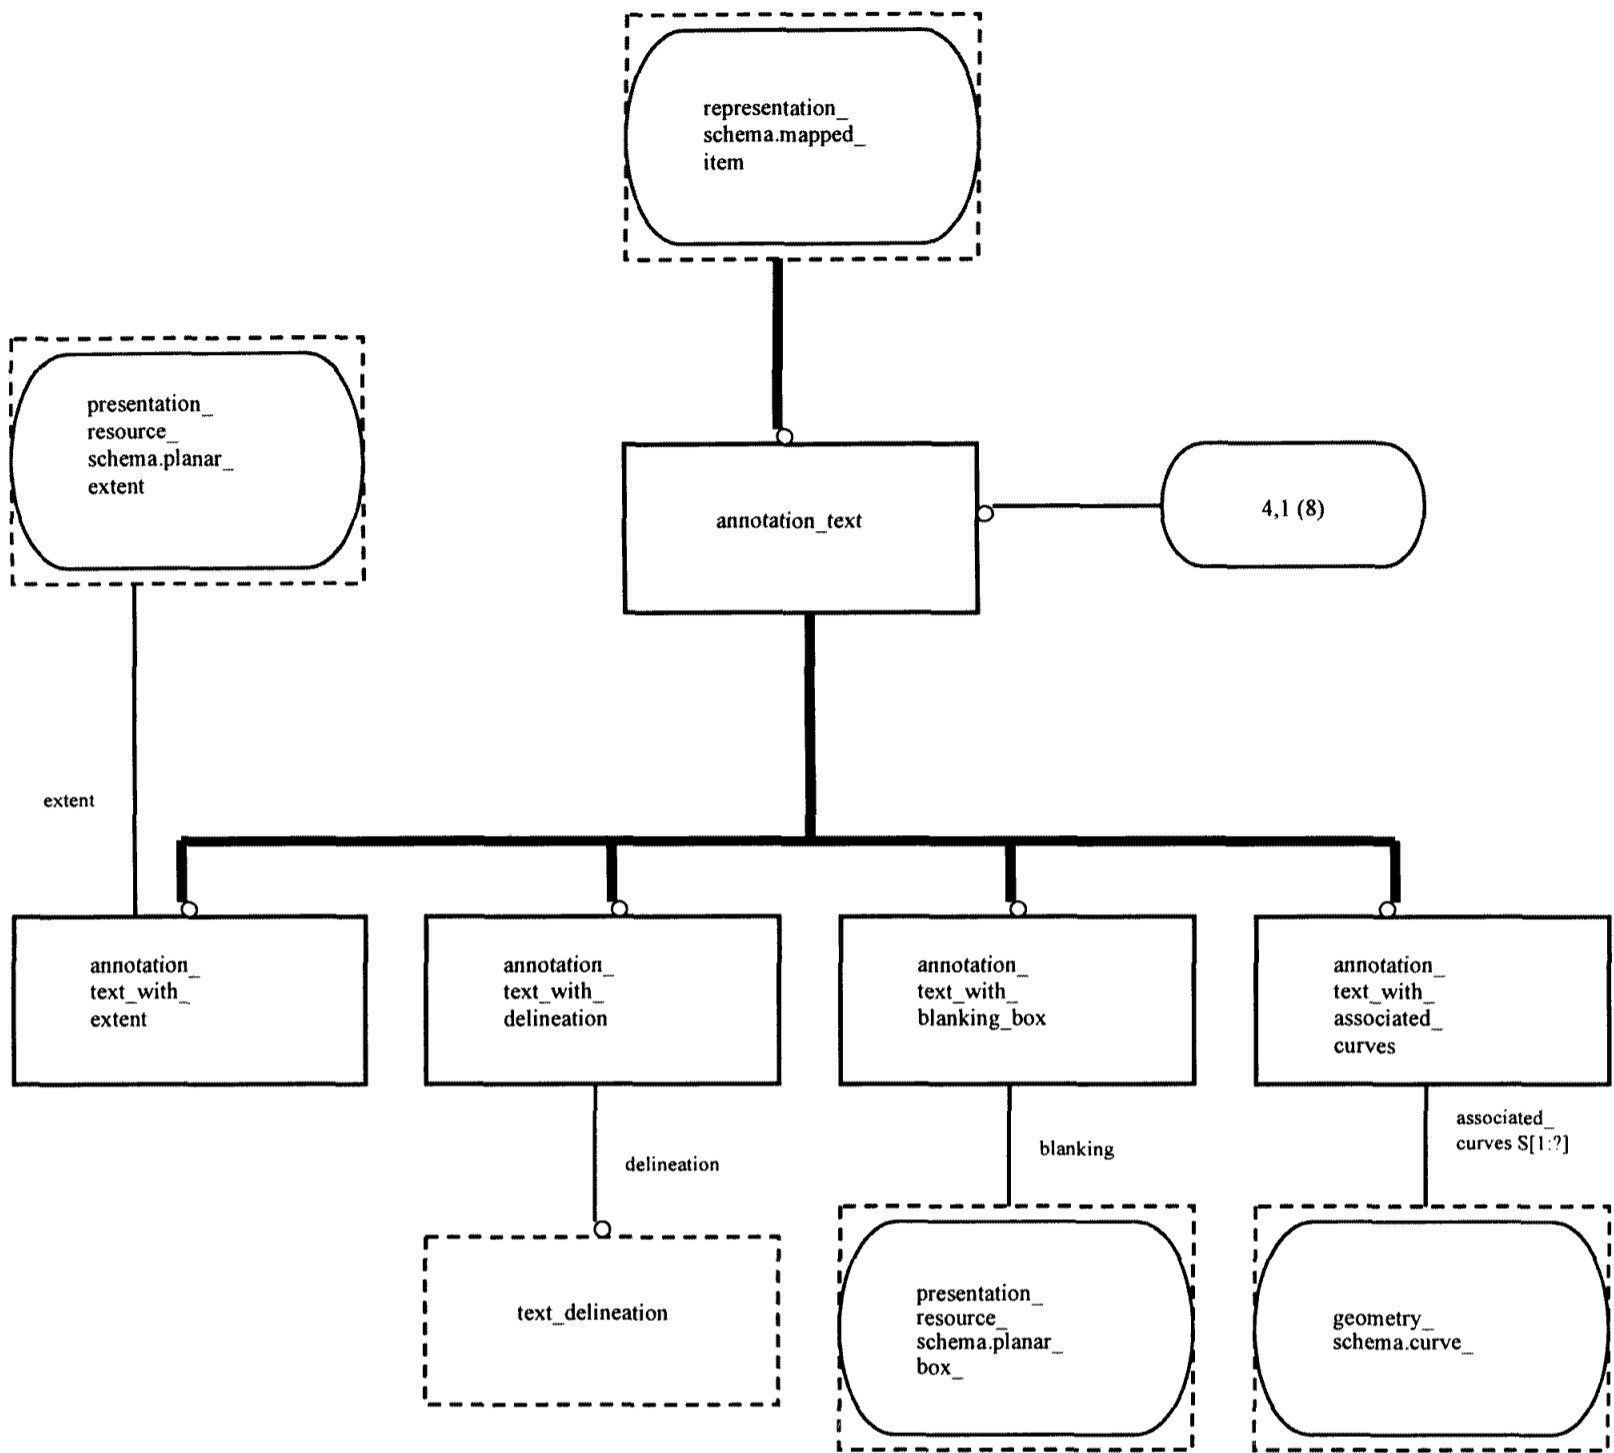 representation_
schema.mapped_
item
presentation_
resource_
schema.planar_
extent
annotation_text
4,1 (8)
extent
annotation_
text_with_
extent
annotation_
text_with_
delineation
annotation_
text_with_
blanking_box
annotation_
text_with_
associated_
curves
delineation
blanking
associated_
curves S[1:?]
text_delineation
presentation_
resource_
schema.planar_
box_
geometry_
schema.curve_